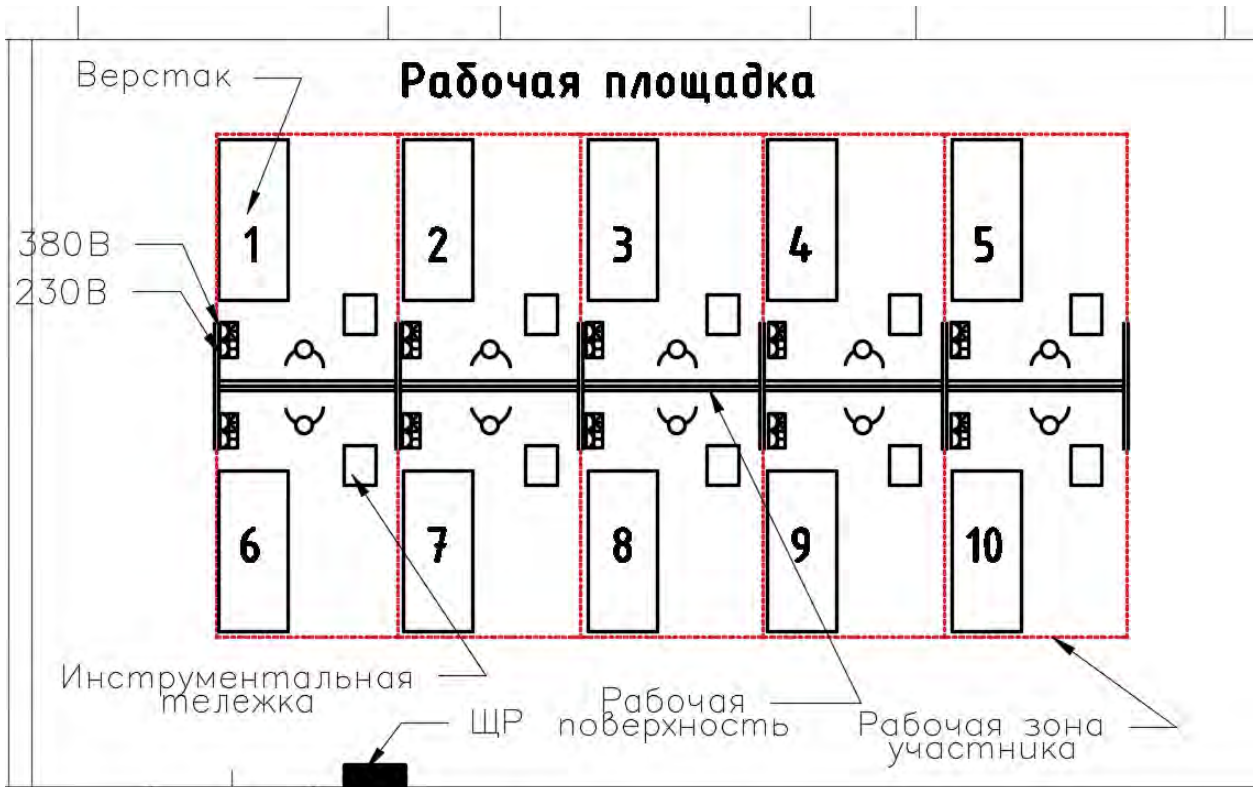 Рабочая площадка
Верстак
1
2
3
4
5
380В
230В
6
7
8
9
10
Инструментальная
тележка
ЩР
Рабочая
поверхность
Рабочая зона
участника